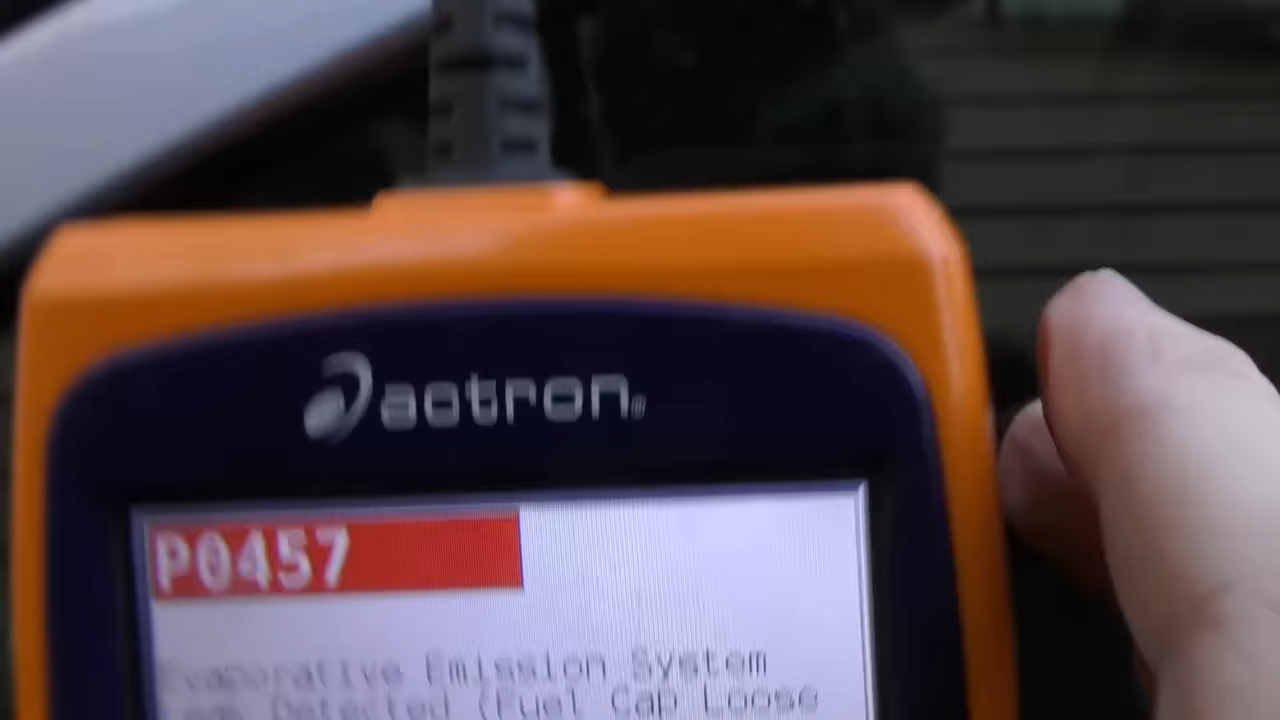 actron®
P0457
Evaporative Emission System
Leak Detected (Fuel Cap Loose